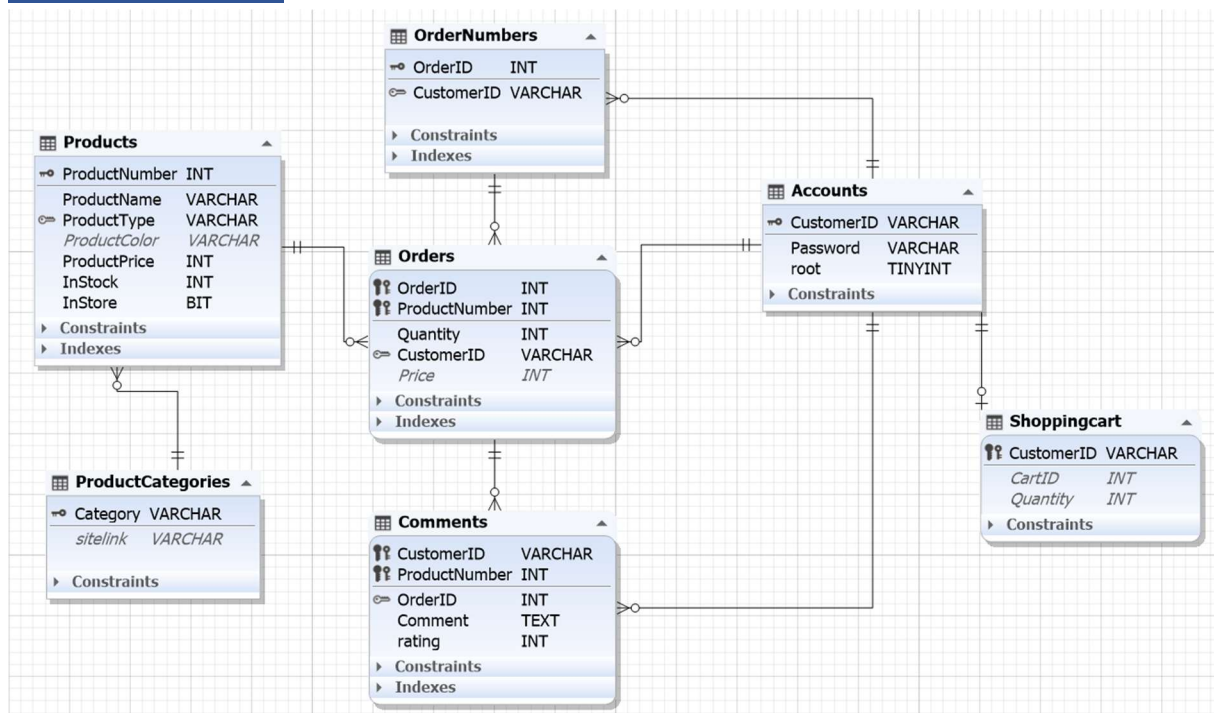 OrderNumbers
OrderID INT
CustomerID VARCHAR
Constraints
Indexes
Products
ProductNumber INT
ProductName VARCHAR
ProductType VARCHAR
ProductColor VARCHAR
ProductPrice INT
InStock INT
InStore BIT
Constraints
Indexes
Accounts
CustomerID VARCHAR
Password VARCHAR
root TINYINT
Constraints
Orders
OrderID INT
ProductNumber INT
Quantity INT
CustomerID VARCHAR
Price INT
Constraints
Indexes
Shoppingcart
CustomerID VARCHAR
CartID INT
Quantity INT
Constraints
ProductCategories
Category VARCHAR
sitelink VARCHAR
Constraints
Comments
CustomerID VARCHAR
ProductNumber INT
OrderID INT
Comment TEXT
rating INT
Constraints
Indexes